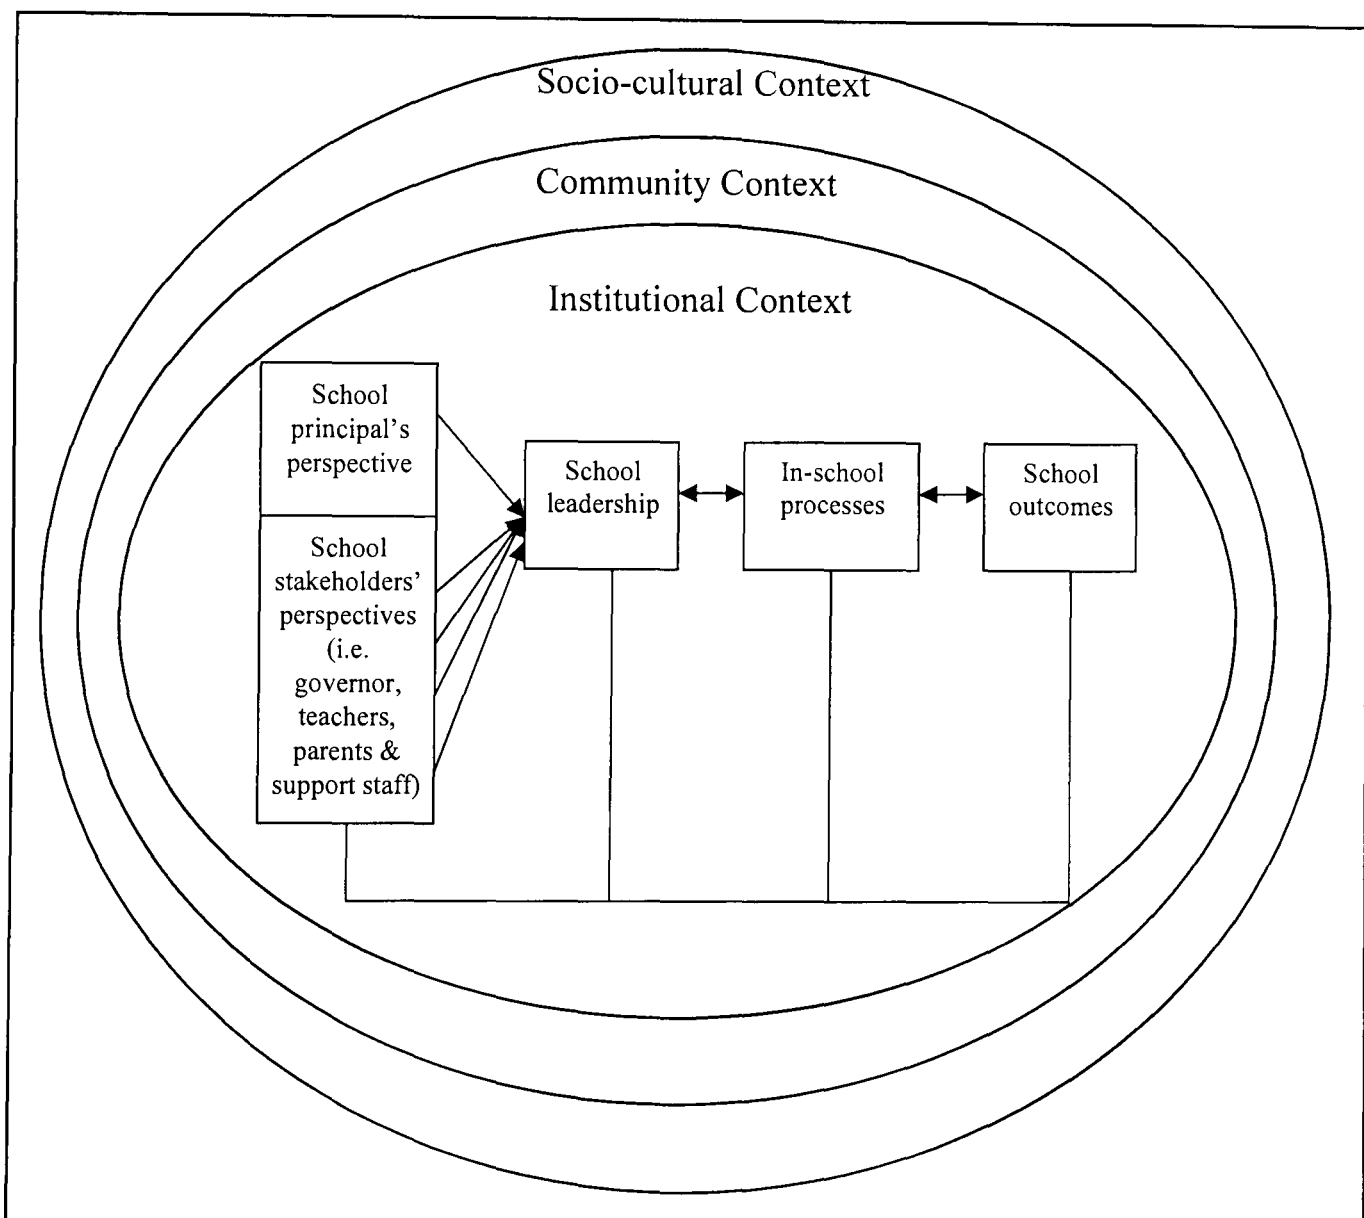 Socio-cultural Context
Community Context
Institutional Context
School
principal's
perspective
School
stakeholders'
perspectives
(i.e.
governor,
teachers,
parents &
support staff)
School
leadership
In-school
processes
School
outcomes